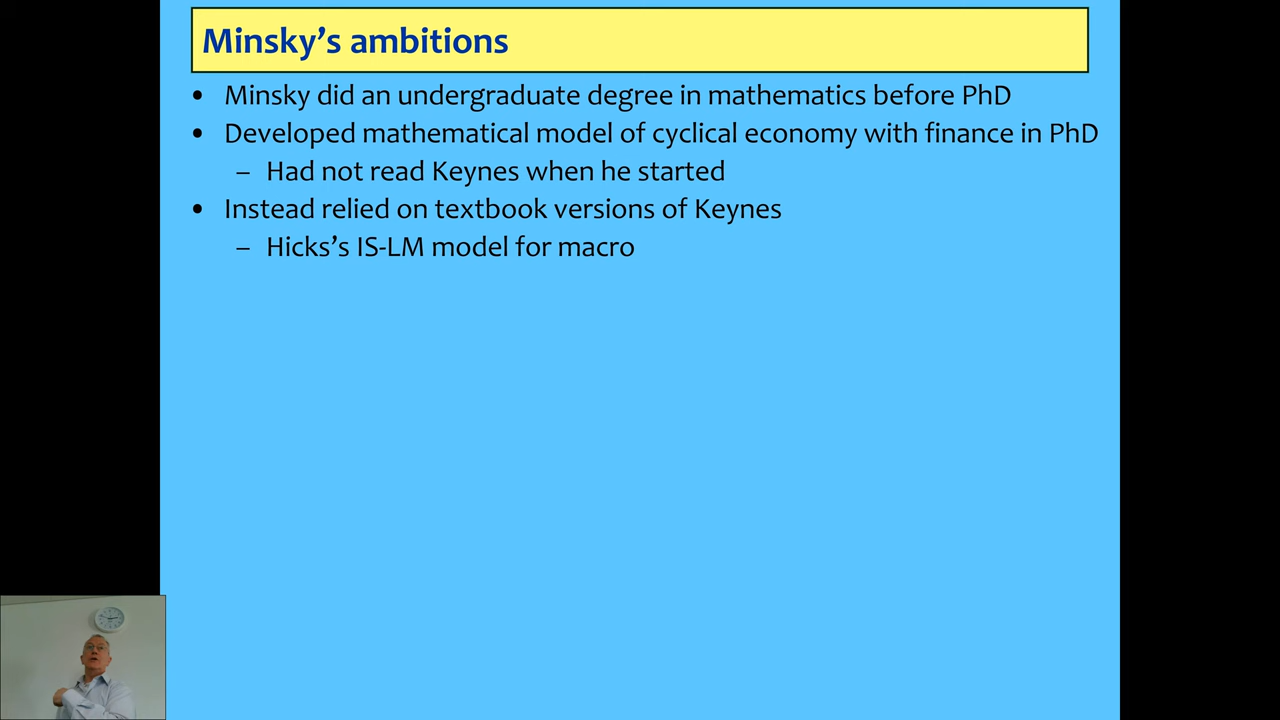 Minsky’s ambitions
• Minsky did an undergraduate degree in mathematics before PhD
• Developed mathematical model of cyclical economy with finance in PhD
– Had not read Keynes when he started
• Instead relied on textbook versions of Keynes
– Hicks’s IS-LM model for macro